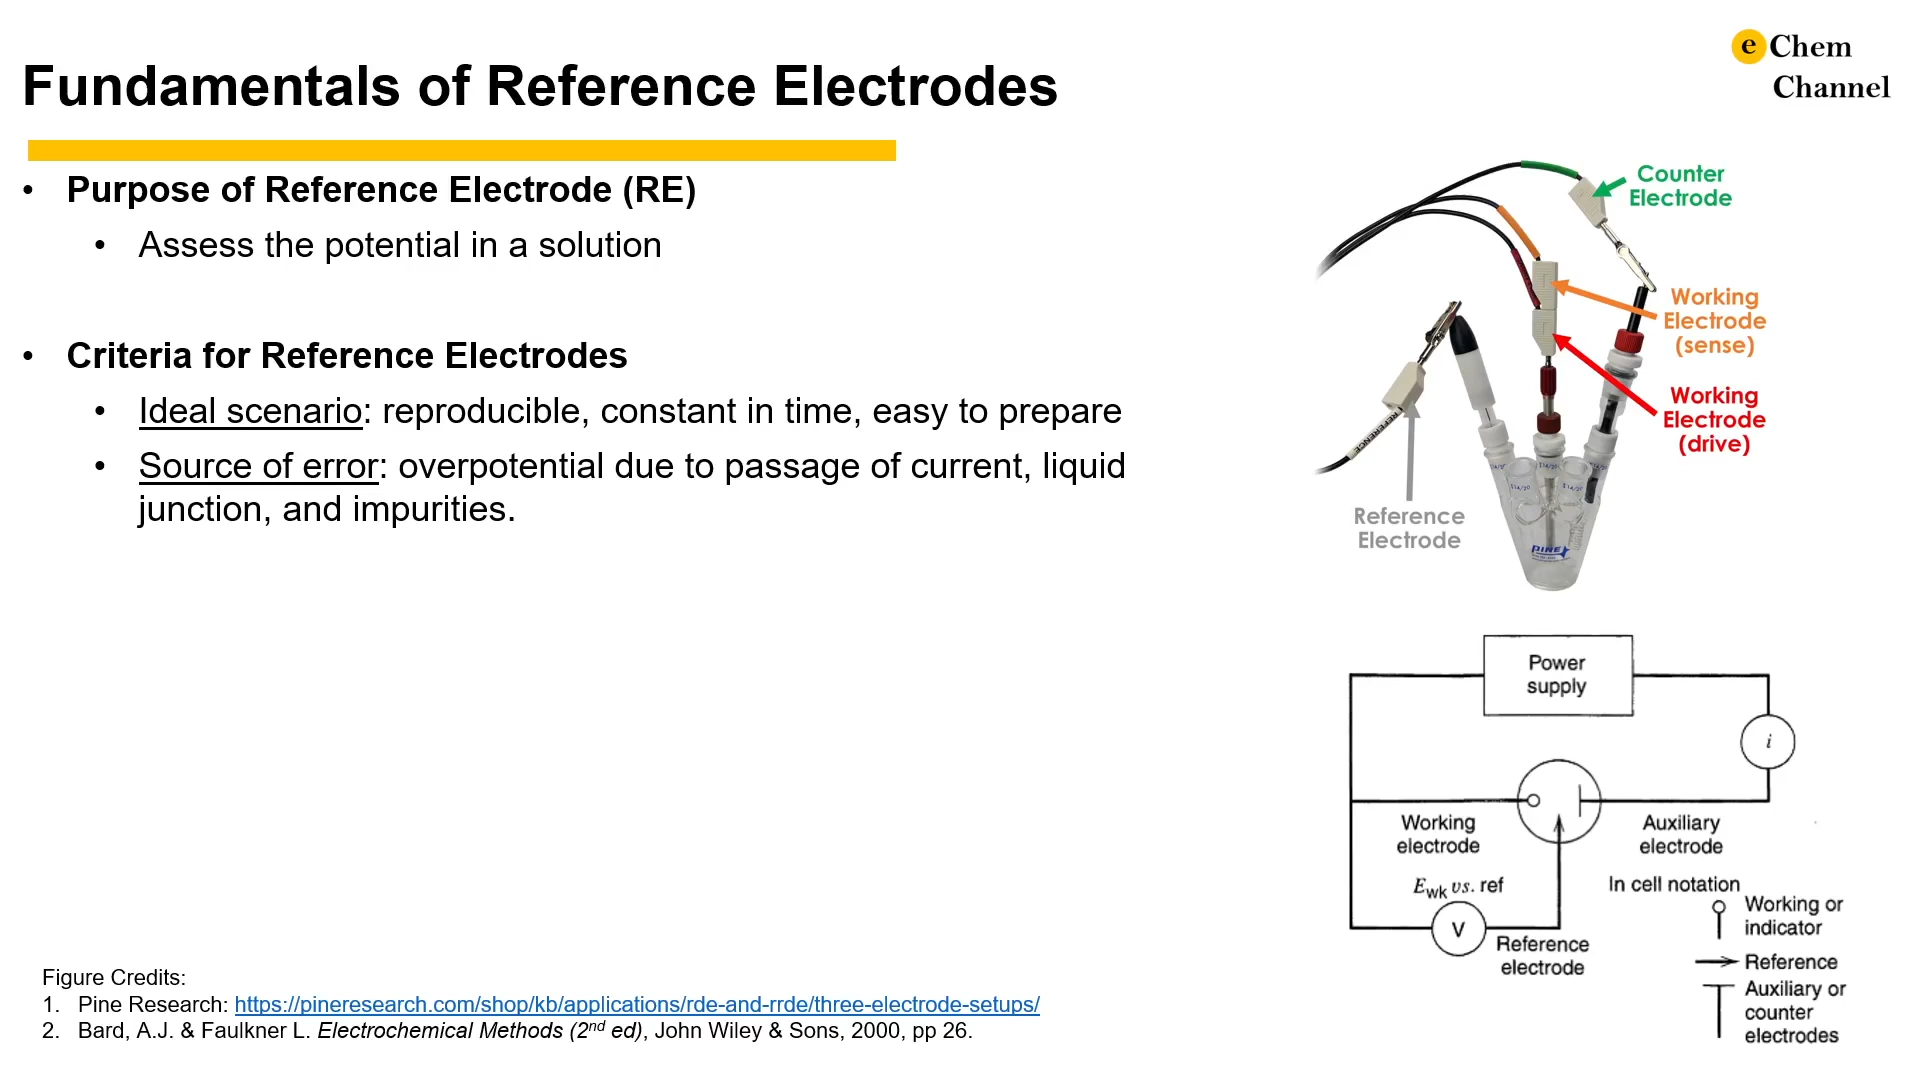 Fundamentals of Reference Electrodes
e Chem
Channel
• Purpose of Reference Electrode (RE)
• Assess the potential in a solution
• Criteria for Reference Electrodes
• Ideal scenario: reproducible, constant in time, easy to prepare
• Source of error: overpotential due to passage of current, liquid
junction, and impurities.
Counter
Electrode
Working
Electrode
(sense)
Working
Electrode
(drive)
REFERENCE
Reference
Electrode
PINE
Power
supply
i
Working
electrode
Auxiliary
electrode
Ewk vs. ref
V
Reference
electrode
In cell notation
Working or
indicator
Reference
Auxiliary or
counter
electrodes
Figure Credits:
1. Pine Research: https://pineresearch.com/shop/kb/applications/rde-and-rrde/three-electrode-setups/
2. Bard, A.J. & Faulkner L. Electrochemical Methods (2nd ed), John Wiley & Sons, 2000, pp 26.